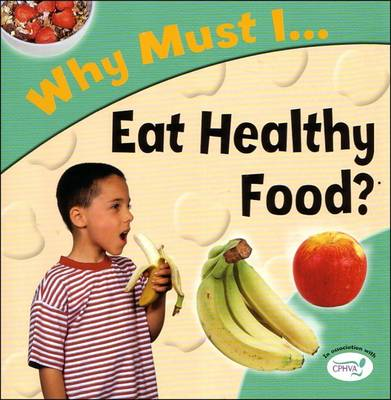 Why Must I...
Eat Healthy
Food?
In association with
CPHVA